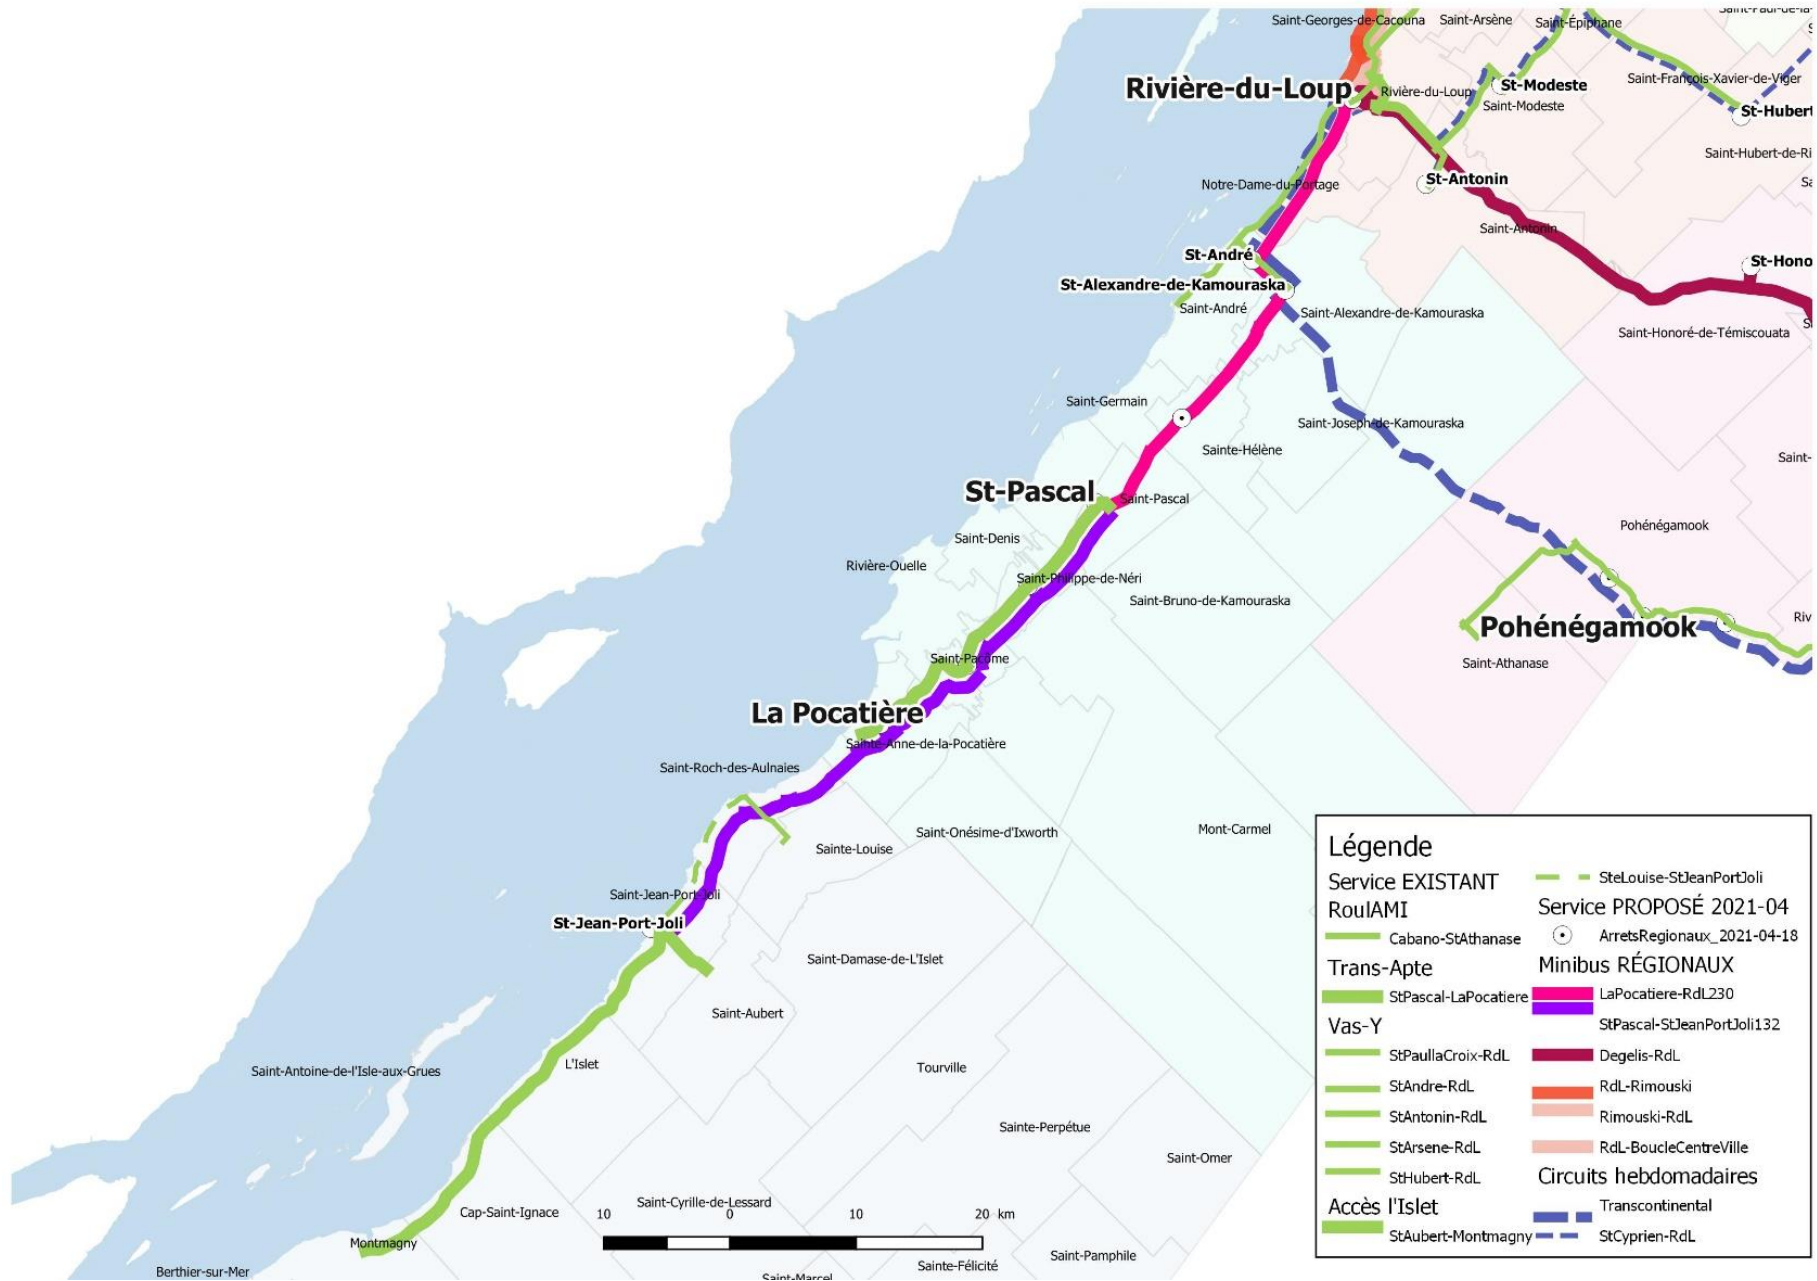 Saint-Georges-de-Cacouna
Saint-Arsène
Saint-Épiphane
Rivière-du-Loup
Rivière-du-Loup
St-Modeste
Saint-Modeste
Saint-François-Xavier-de-Viger
St-Hubert
Saint-Hubert-de-Ri
Sa
Notre-Dame-du-Portage
St-Antonin
Saint-Antonin
St-André
St-Hono
St-Alexandre-de-Kamouraska
Saint-André
Saint-Alexandre-de-Kamouraska
Saint-Honoré-de-Témiscouata
Saint-Germain
Saint-Joseph-de-Kamouraska
Sainte-Hélène
Saint-
St-Pascal
Saint-Pascal
Pohénégamook
Saint-Denis
Rivière-Ouelle
Saint-Philippe-de-Néri
Saint-Bruno-de-Kamouraska
Riv
Pohénégamook
Saint-Pacôme
Saint-Athanase
La Pocatière
Sainte-Anne-de-la-Pocatière
Saint-Roch-des-Aulnaies
Saint-Onésime-d'Ixworth
Mont-Carmel
Sainte-Louise
Saint-Jean-Port-Joli
St-Jean-Port-Joli
Saint-Damase-de-L'Islet
Saint-Aubert
L'Islet
Saint-Antoine-de-l'Isle-aux-Grues
Tourville
Sainte-Perpétue
Saint-Omer
Saint-Cyrille-de-Lessard
Cap-Saint-Ignace
10 0 10 20 km
Montmagny
Saint-Pamphile
Sainte-Félicité
Berthier-sur-Mer
Saint-Marcel
Légende
Service EXISTANT
RoulAMI
Cabano-StAthanase
Trans-Apte
StPascal-LaPocatiere
Vas-Y
StPaullaCroix-RdL
StAndre-RdL
StAntonin-RdL
StArsene-RdL
StHubert-RdL
Accès l'Islet
StAubert-Montmagny
SteLouise-StJeanPortJoli
Service PROPOSÉ 2021-04
ArretsRegionaux_2021-04-18
Minibus RÉGIONAUX
LaPocatiere-RdL230
StPascal-StJeanPortJoli132
Degelis-RdL
RdL-Rimouski
Rimouski-RdL
RdL-BoucleCentreVille
Circuits hebdomadaires
Transcontinental
StCyprien-RdL